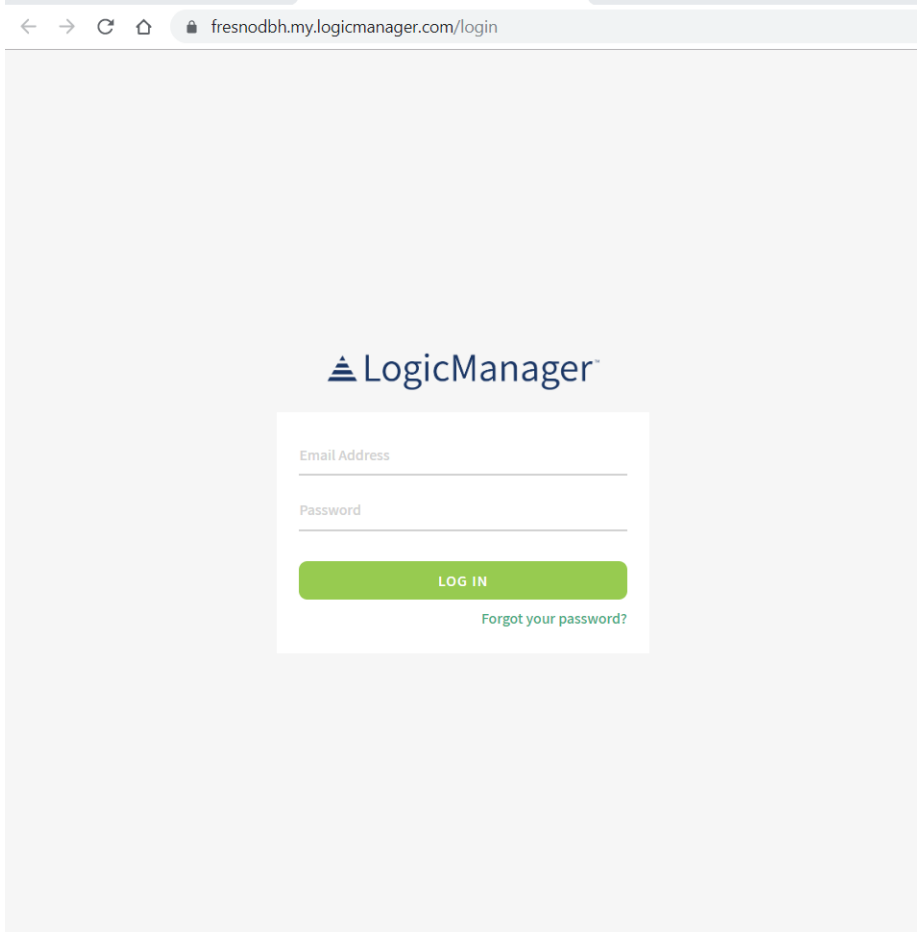 fresnodbh.my.logicmanager.com/login
LogicManager™
Email Address
Password
LOG IN
Forgot your password?